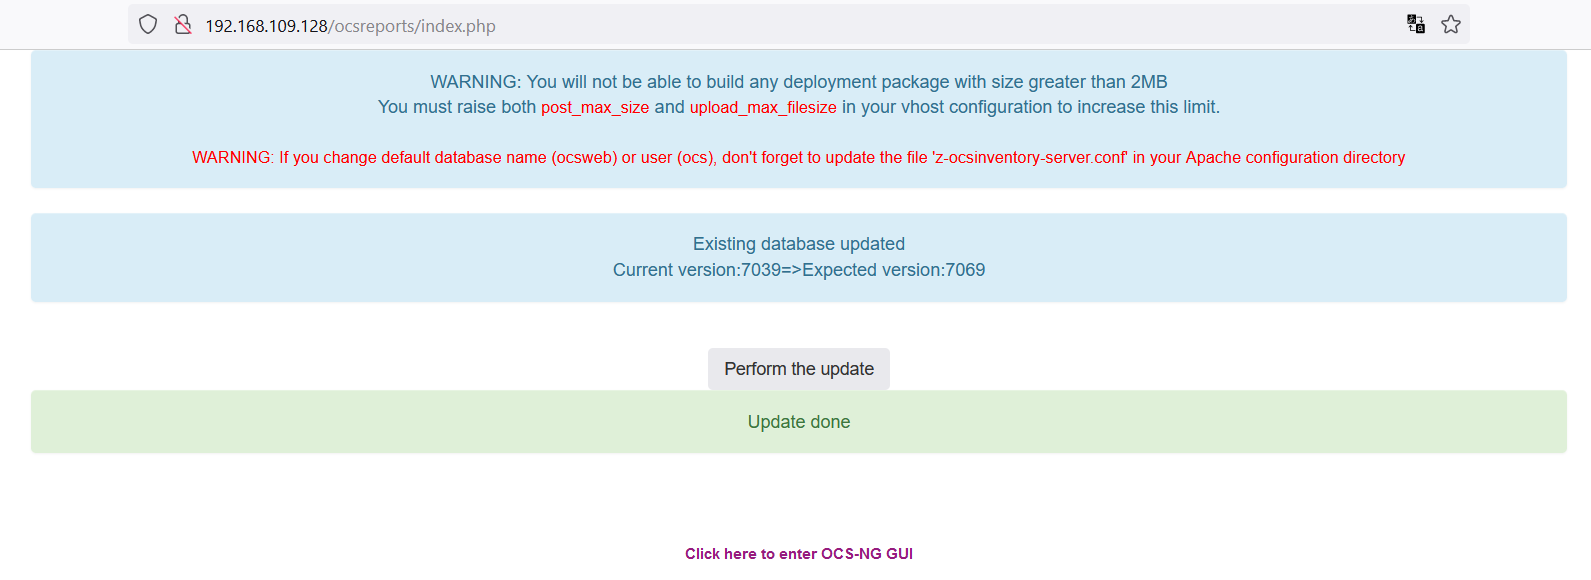 192.168.109.128/ocsreports/index.php
WARNING: You will not be able to build any deployment package with size greater than 2MB
You must raise both post_max_size and upload_max_filesize in your vhost configuration to increase this limit.
WARNING: If you change default database name (ocsweb) or user (ocs), don't forget to update the file 'z-ocsinventory-server.conf' in your Apache configuration directory
Existing database updated
Current version:7039=>Expected version:7069
Perform the update
Update done
Click here to enter OCS-NG GUI